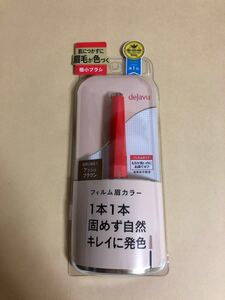 肌につかずに
眉毛が色づく
極小ブラシ
dejavu
アッシュ
ブラウン
フィルム眉カラー
1本1本
固めず自然
キレイに発色